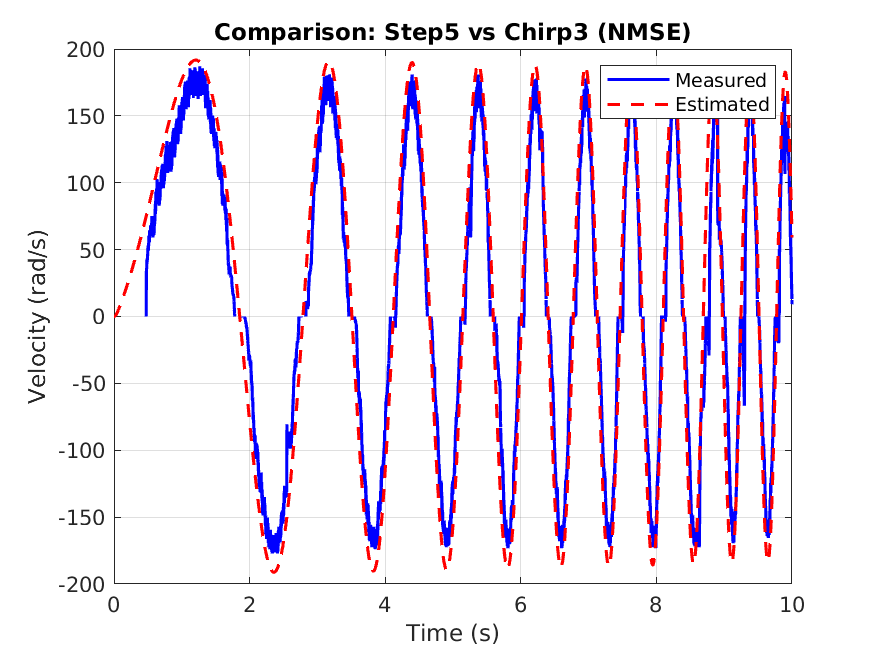 Comparison: Step5 vs Chirp3 (NMSE)
Measured
Estimated
200
150
100
50
0
-50
-100
-150
-200
Velocity (rad/s)
0 2 4 6 8 10
Time (s)